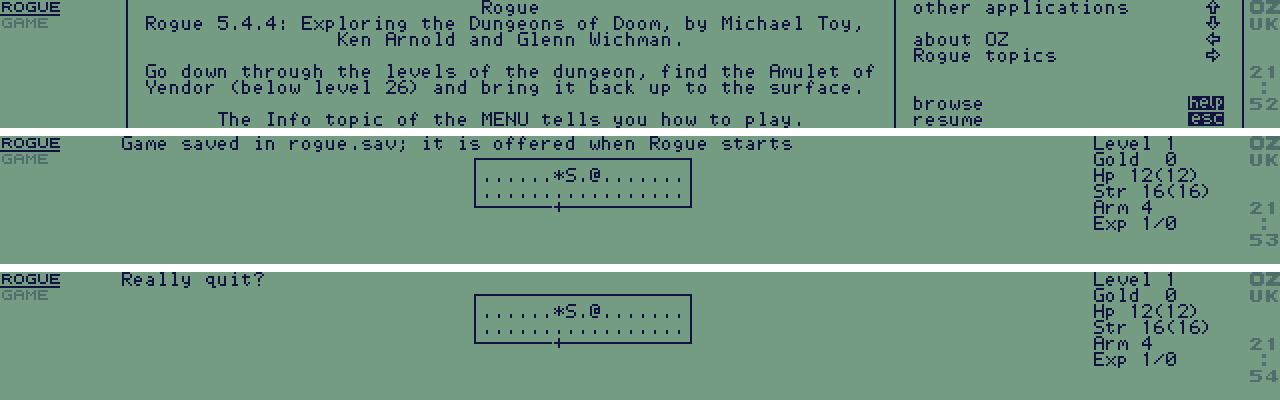 ROGUE
GAME
Rogue
Rogue 5.4.4: Exploring the Dungeons of Doom, by Michael Toy,
Ken Arnold and Glenn Wichman.
Go down through the levels of the dungeon, find the Amulet of
Yendor (below level 26) and bring it back up to the surface.
The Info topic of the MENU tells you how to play.
other applications ⇧
⇩
about OZ ⇦
Rogue topics ⇨
browse help
resume esc
OZ
UK
21
:
52
ROGUE
GAME
Game saved in rogue.sav; it is offered when Rogue starts
......*S.@.......
.................
+
Level 1
Gold 0
Hp 12(12)
Str 16(16)
Arm 4
Exp 1/0
OZ
UK
21
:
53
ROGUE
GAME
Really quit?
......*S.@.......
.................
+
Level 1
Gold 0
Hp 12(12)
Str 16(16)
Arm 4
Exp 1/0
OZ
UK
21
:
54